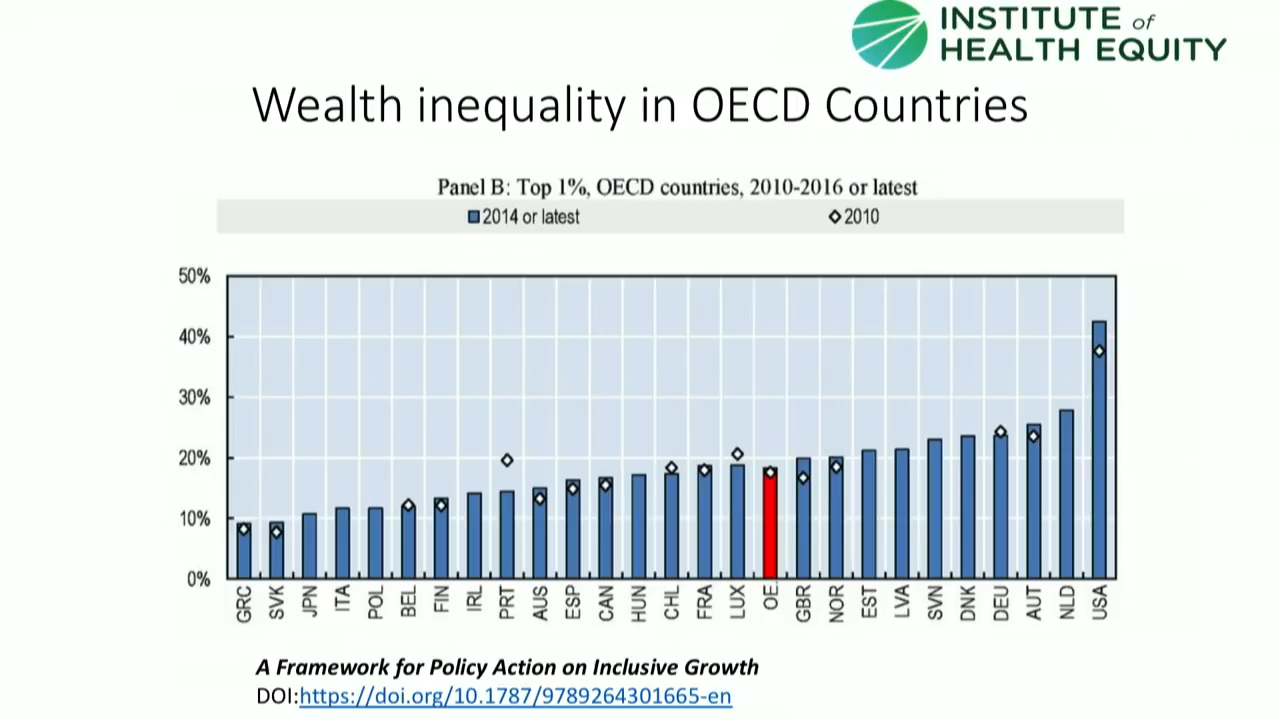 INSTITUTE of
HEALTH EQUITY
Wealth inequality in OECD Countries
Panel B: Top 1%, OECD countries, 2010-2016 or latest
2014 or latest 2010
50%
40%
30%
20%
10%
0%
GRC SVK JPN ITA POL BEL FIN IRL PRT AUS ESP CAN HUN CHL FRA LUX OE GBR NOR EST LVA SVN DNK DEU AUT NLD USA
A Framework for Policy Action on Inclusive Growth
DOI:https://doi.org/10.1787/9789264301665-en